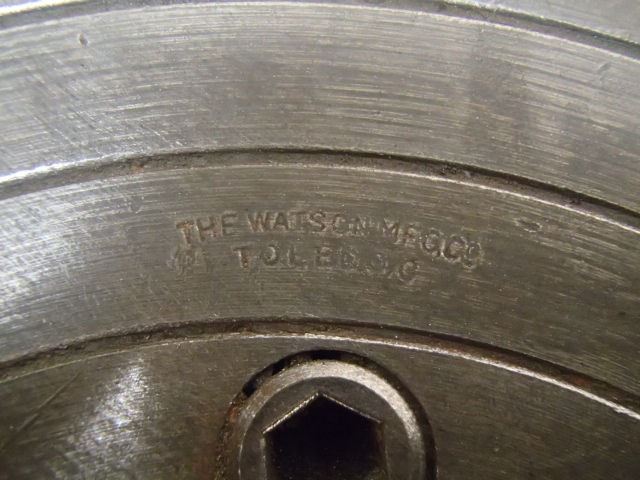 THE WATSON MFG.CO
TOLEDO, O